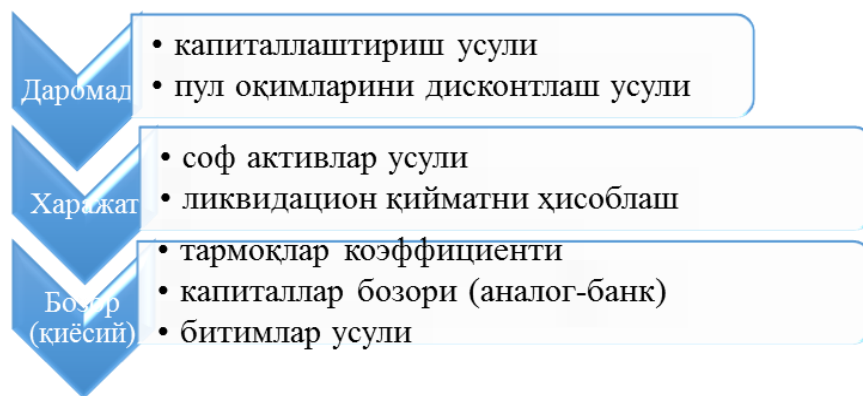 Даромад
• капиталлаштириш усули
• пул оқимларини дисконтлаш усули
Харажат
• соф активлар усули
• ликвидацион қийматни ҳисоблаш
Бозор
(қиёсий)
• тармоқлар коэффициенти
• капиталлар бозори (аналог-банк)
• битимлар усули